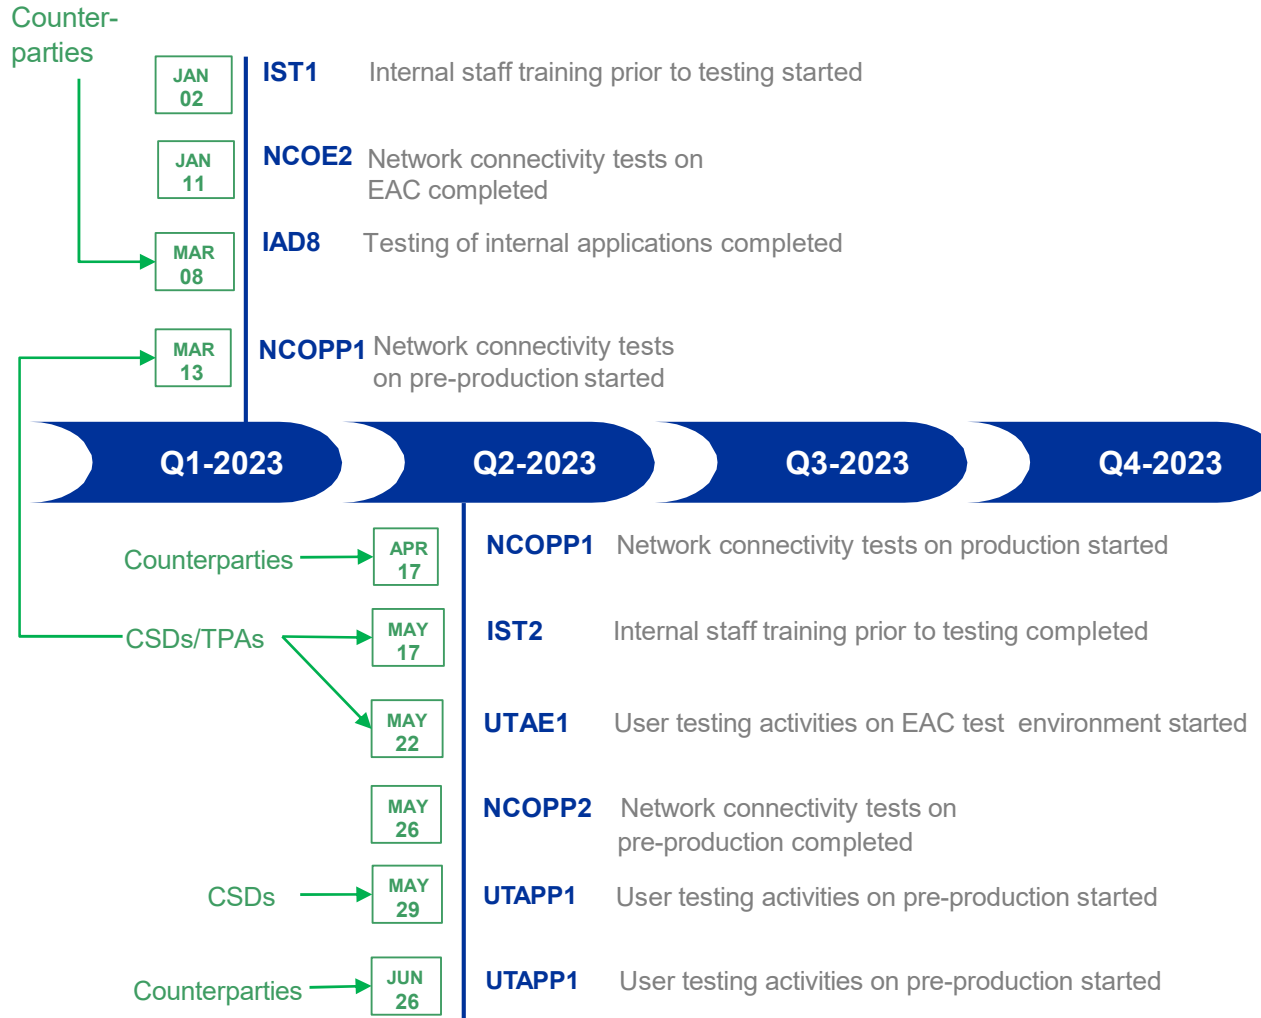 Counter-
parties
JAN
02
IST1 Internal staff training prior to testing started
JAN
11
NCOE2 Network connectivity tests on
EAC completed
MAR
08
IAD8 Testing of internal applications completed
MAR
13
NCOPP1 Network connectivity tests
on pre-production started
Q1-2023 Q2-2023 Q3-2023 Q4-2023
Counterparties
APR
17
NCOPP1 Network connectivity tests on production started
CSDs/TPAs
MAY
17
IST2 Internal staff training prior to testing completed
MAY
22
UTAE1 User testing activities on EAC test environment started
MAY
26
NCOPP2 Network connectivity tests on
pre-production completed
CSDs
MAY
29
UTAPP1 User testing activities on pre-production started
Counterparties
JUN
26
UTAPP1 User testing activities on pre-production started